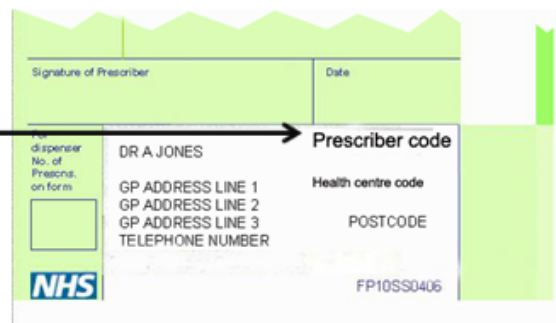 Signature of Prescriber
Date
For
dispenser
No. of
Prescns.
on form
DR A JONES
GP ADDRESS LINE 1
GP ADDRESS LINE 2
GP ADDRESS LINE 3
TELEPHONE NUMBER
Prescriber code
Health centre code
POSTCODE
NHS
FP10SS0406